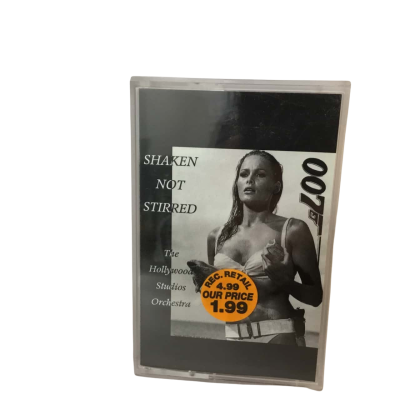 SHAKEN
NOT
STIRRED
The
Hollywood
Studios
Orchestra
007
REC. RETAIL
4.99
OUR PRICE
1.99